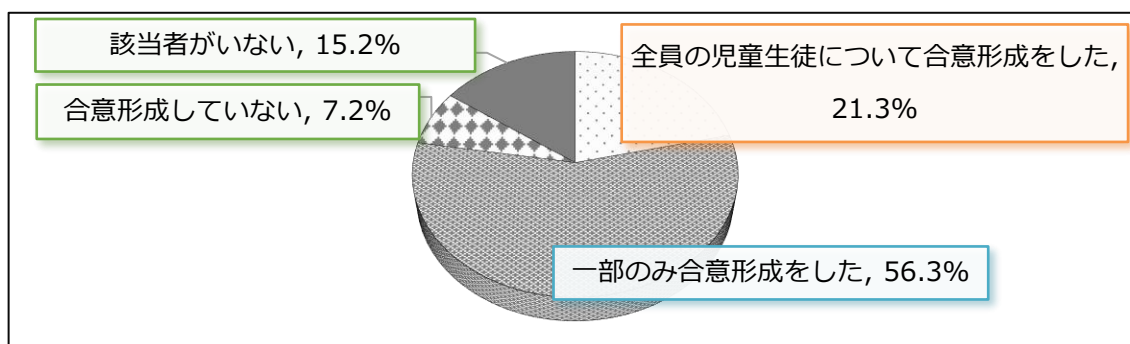 該当者がいない, 15.2%
合意形成していない, 7.2%
全員の児童生徒について合意形成をした,
21.3%
一部のみ合意形成をした, 56.3%